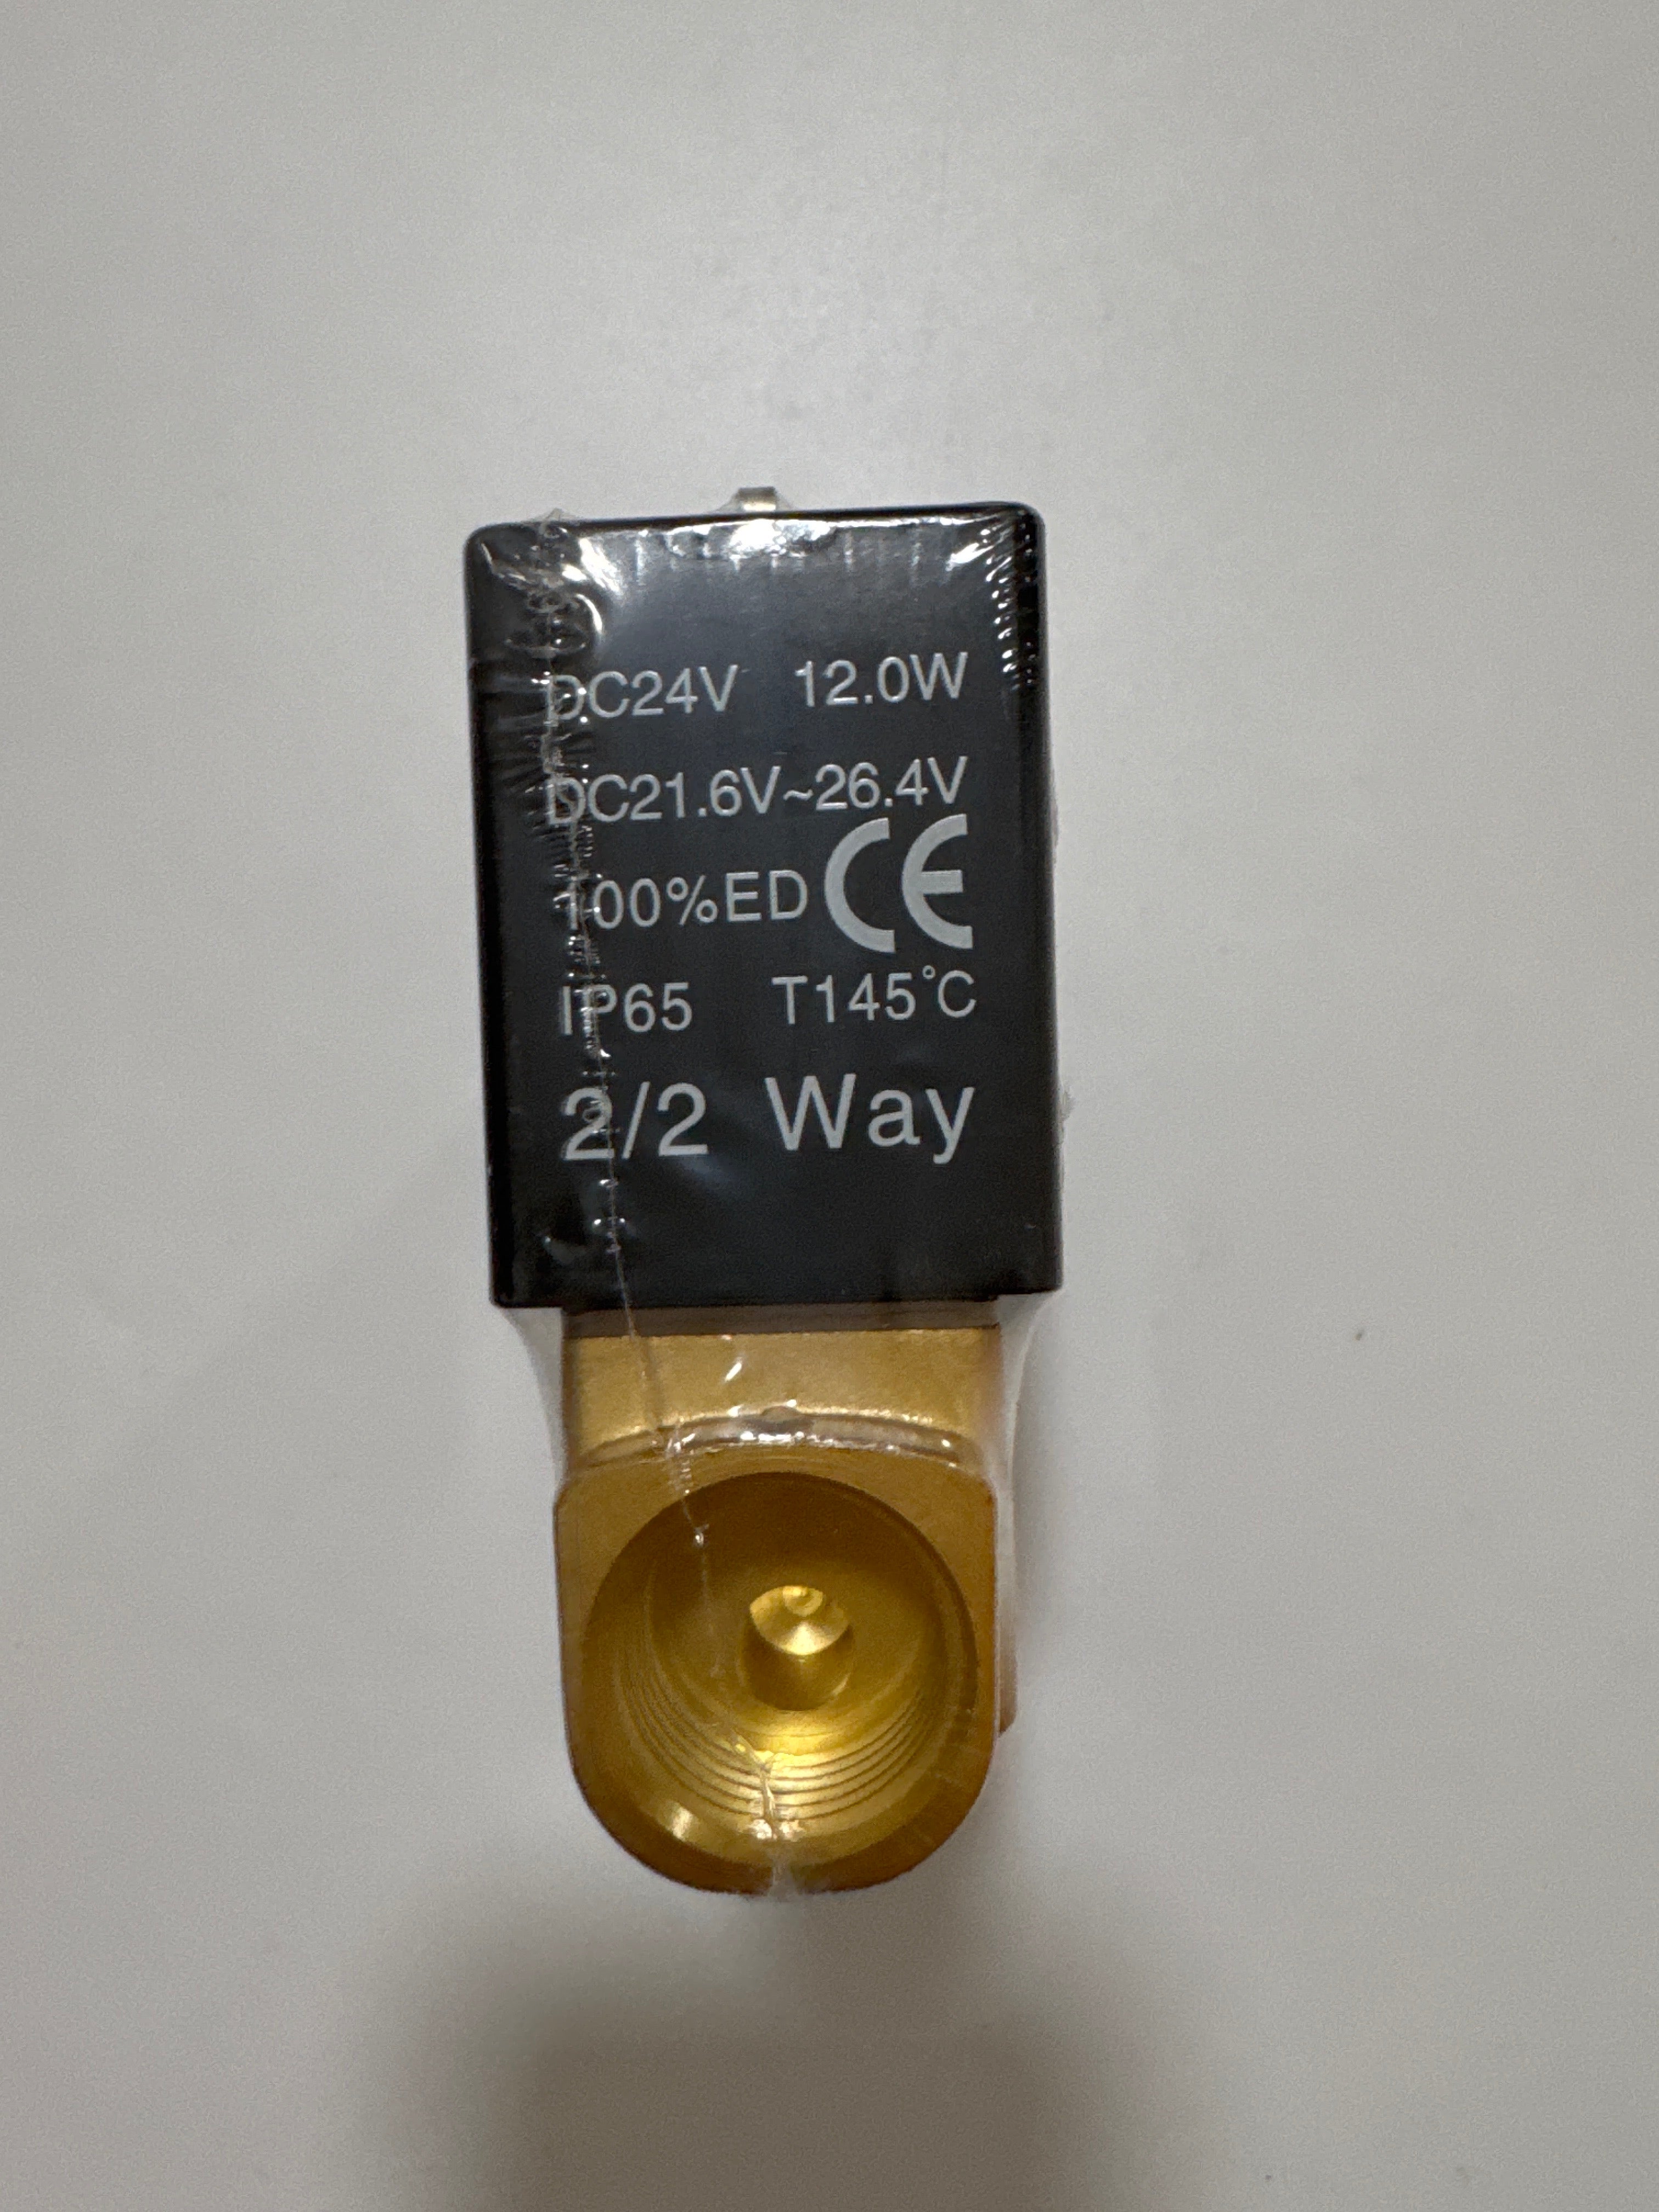 DC24V 12.0W
DC21.6V~26.4V
100%ED CE
IP65 T145°C
2/2 Way